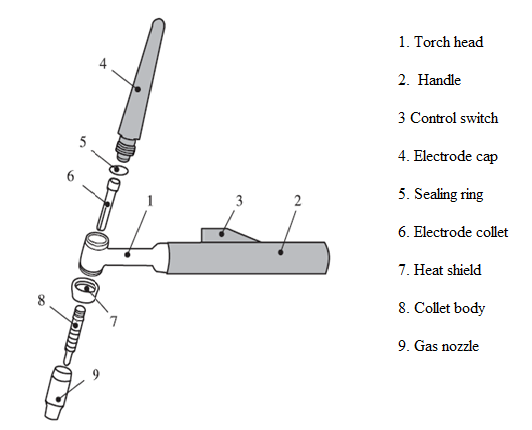 1. Torch head
2. Handle
3 Control switch
4. Electrode cap
5. Sealing ring
6. Electrode collet
7. Heat shield
8. Collet body
9. Gas nozzle
4
5
6
1
3
2
8
7
9